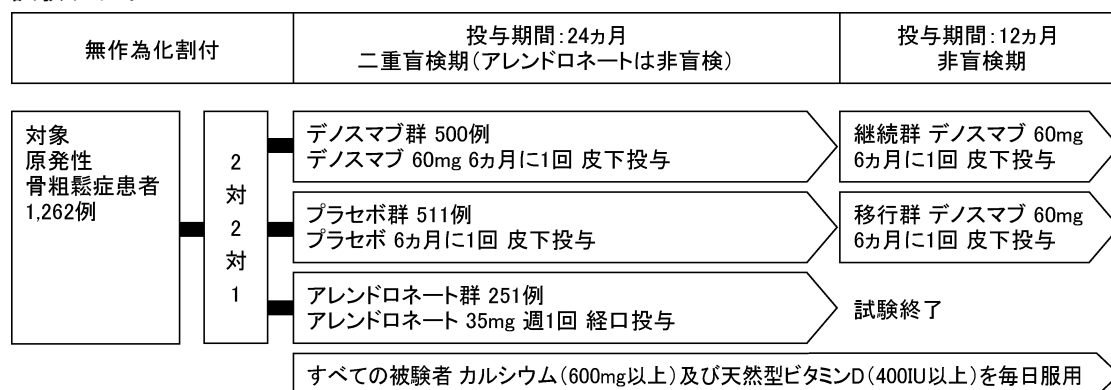 無作為化割付
投与期間:24ヵ月
二重盲検期(アレンドロネートは非盲検)
投与期間:12ヵ月
非盲検期
対象
原発性
骨粗鬆症患者
1,262例
2
対
2
対
1
デノスマブ群 500例
デノスマブ 60mg 6ヵ月に1回 皮下投与
継続群 デノスマブ 60mg
6ヵ月に1回 皮下投与
プラセボ群 511例
プラセボ 6ヵ月に1回 皮下投与
移行群 デノスマブ 60mg
6ヵ月に1回 皮下投与
アレンドロネート群 251例
アレンドロネート 35mg 週1回 経口投与
試験終了
すべての被験者 カルシウム(600mg以上)及び天然型ビタミンD(400IU以上)を毎日服用